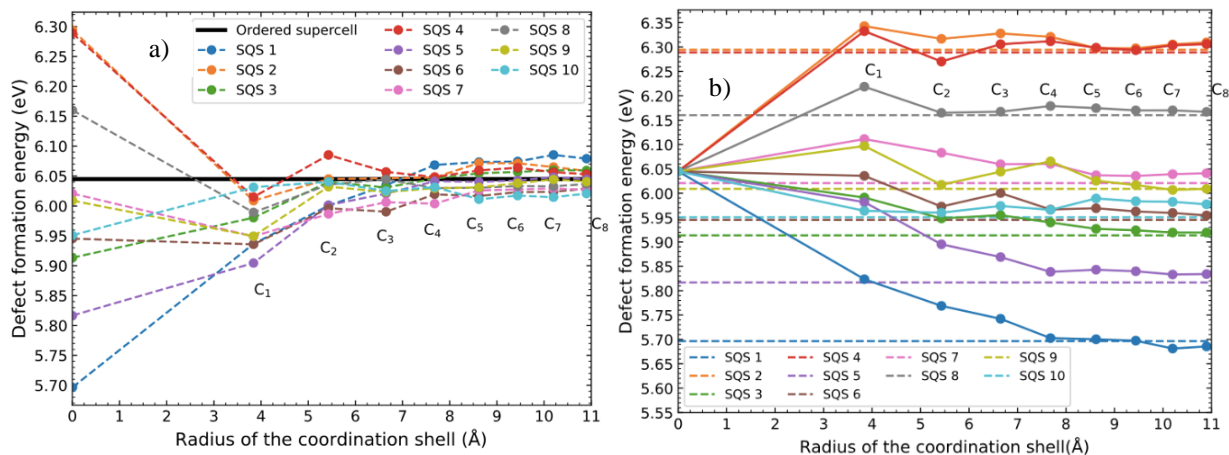 a)
Defect formation energy (eV)
6.30
6.25
6.20
6.15
6.10
6.05
6.00
5.95
5.90
5.85
5.80
5.75
5.70
Ordered supercell
SQS 1
SQS 2
SQS 3
SQS 4
SQS 5
SQS 6
SQS 7
SQS 8
SQS 9
SQS 10
C1
C2
C3
C4
C5
C6
C7
C8
0 1 2 3 4 5 6 7 8 9 10 11
Radius of the coordination shell (Å)
b)
Defect formation energy (eV)
6.35
6.30
6.25
6.20
6.15
6.10
6.05
6.00
5.95
5.90
5.85
5.80
5.75
5.70
5.65
5.60
5.55
C1
C2
C3
C4
C5
C6
C7
C8
SQS 1
SQS 2
SQS 3
SQS 4
SQS 5
SQS 6
SQS 7
SQS 8
SQS 9
SQS 10
0 1 2 3 4 5 6 7 8 9 10 11
Radius of the coordination shell(Å)